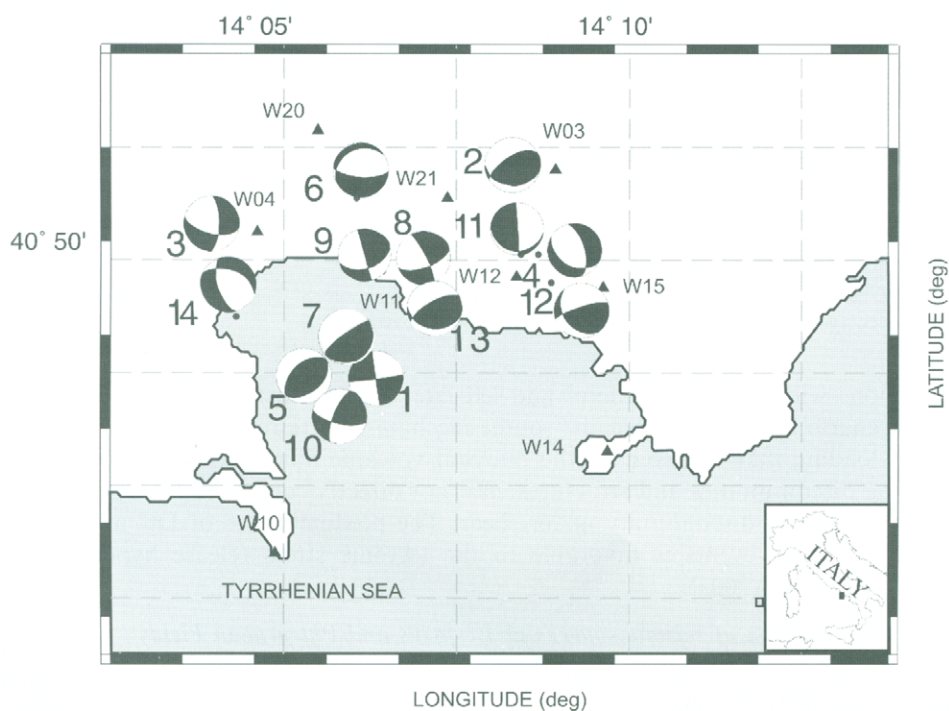 14° 05' 14° 10'
W20
W03
2
6
W21
W04
8
11
3
9
40° 50'
W12
4
W15
12
W11
14
7
13
5
1
10
W14
W10
ITALY
TYRRHENIAN SEA
LATITUDE (deg)
LONGITUDE (deg)